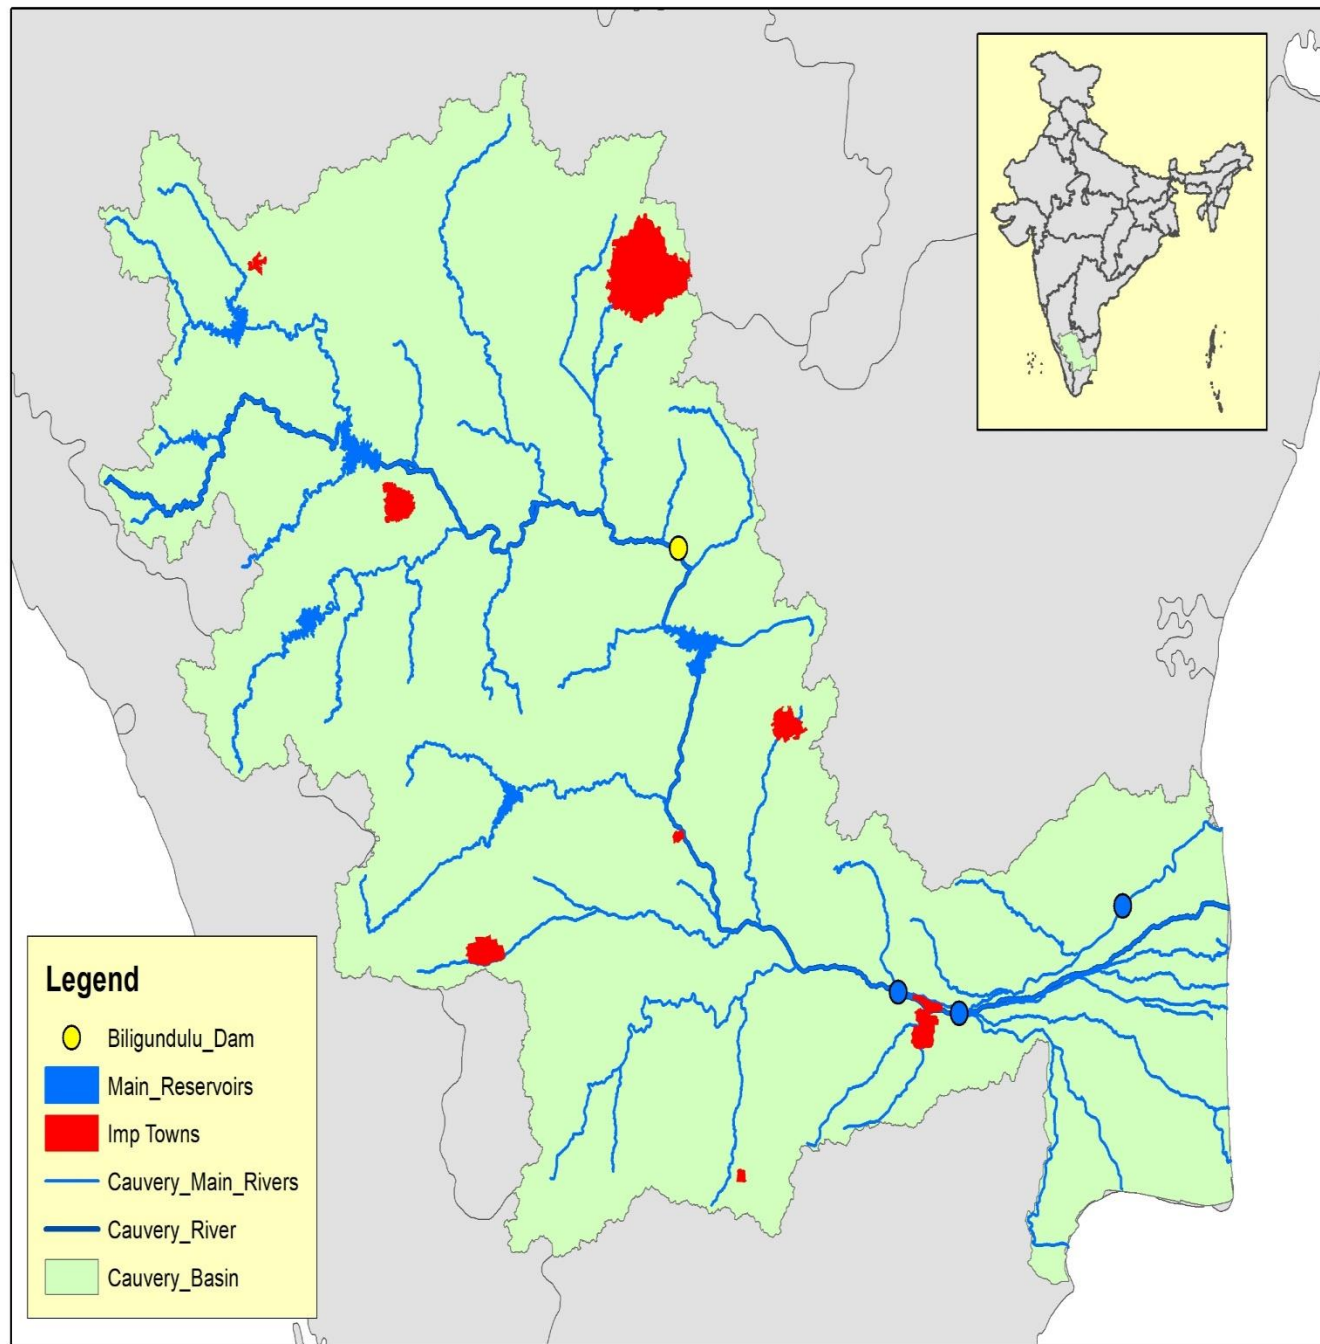 Legend
Biligundulu_Dam
Main_Reservoirs
Imp Towns
Cauvery_Main_Rivers
Cauvery_River
Cauvery_Basin